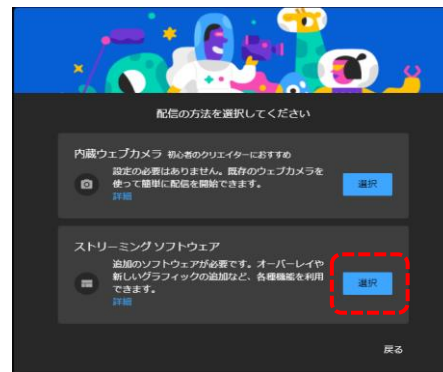 配信の方法を選択してください
内蔵ウェブカメラ 初心者のクリエイターにおすすめ
設定の必要はありません。既存のウェブカメラを
使って簡単に配信を開始できます。
詳細
選択
ストリーミング ソフトウェア
追加のソフトウェアが必要です。オーバーレイや
新しいグラフィックの追加など、各種機能を利用
できます。
詳細
選択
戻る